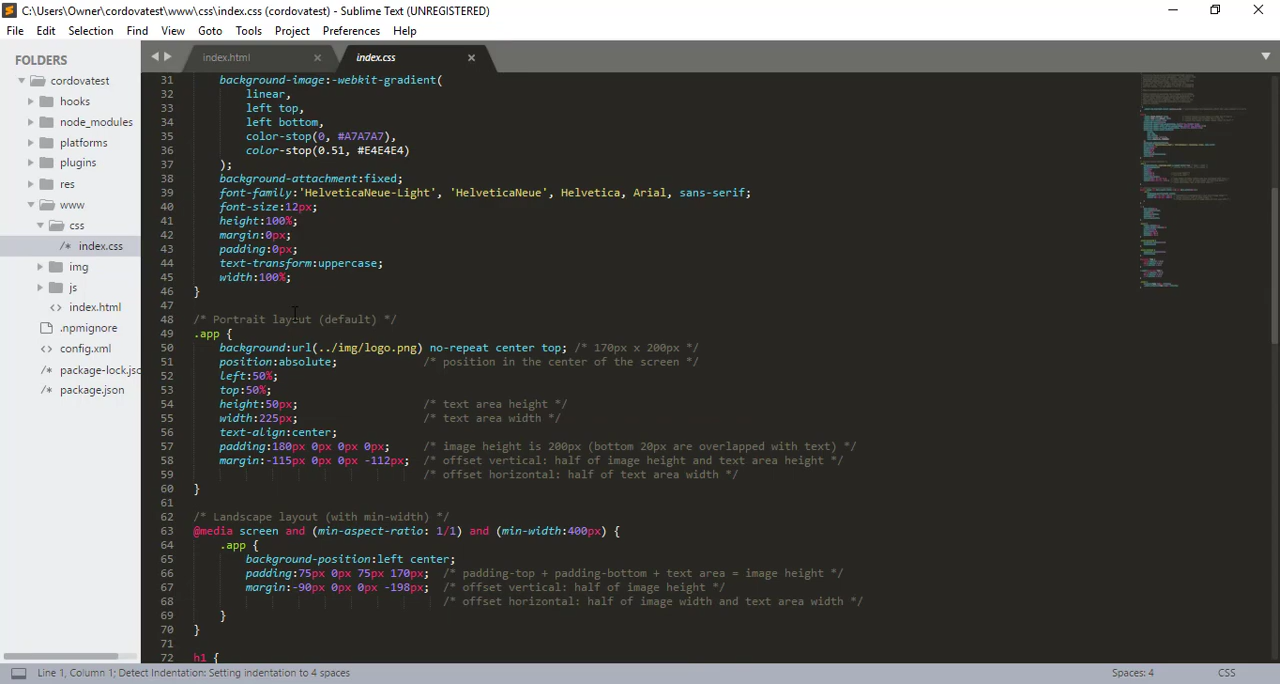 C:\Users\Owner\cordovatest\www\css\index.css (cordovatest) - Sublime Text (UNREGISTERED)
File Edit Selection Find View Goto Tools Project Preferences Help
FOLDERS
cordovatest
hooks
node_modules
platforms
plugins
res
www
css
/* index.css
img
js
<> index.html
.npmignore
/* config.xml
/* package-lock.jsc
/* package.json
index.html
index.css
31 background-image:-webkit-gradient(
32 linear,
33 left top,
34 left bottom,
35 color-stop(0, #A7A7A7),
36 color-stop(0.51, #E4E4E4)
37 );
38 background-attachment:fixed;
39 font-family:'HelveticaNeue-Light', 'HelveticaNeue', Helvetica, Arial, sans-serif;
40 font-size:12px;
41 height:100%;
42 margin:0px;
43 padding:0px;
44 text-transform:uppercase;
45 width:100%;
46 }
47
48 /* Portrait layout (default) */
49 .app {
50 background:url(../img/logo.png) no-repeat center top; /* 170px x 200px */
51 position:absolute; /* position in the center of the screen */
52 left:50%;
53 top:50%;
54 height:50px; /* text area height */
55 width:225px; /* text area width */
56 text-align:center;
57 padding:180px 0px 0px 0px; /* image height is 200px (bottom 20px are overlapped with text) */
58 margin:-115px 0px 0px -112px; /* offset vertical: half of image height and text area height */
59 /* offset horizontal: half of text area width */
60 }
61
62 /* Landscape layout (with min-width) */
63 @media screen and (min-aspect-ratio: 1/1) and (min-width:400px) {
64 .app {
65 background-position:left center;
66 padding:75px 0px 75px 170px; /* padding-top + padding-bottom + text area = image height */
67 margin:-90px 0px 0px -198px; /* offset vertical: half of image height */
68 /* offset horizontal: half of image width and text area width */
69 }
70 }
71
72 h1 {
Line 1, Column 1; Detect Indentation: Setting indentation to 4 spaces
Spaces: 4
CSS